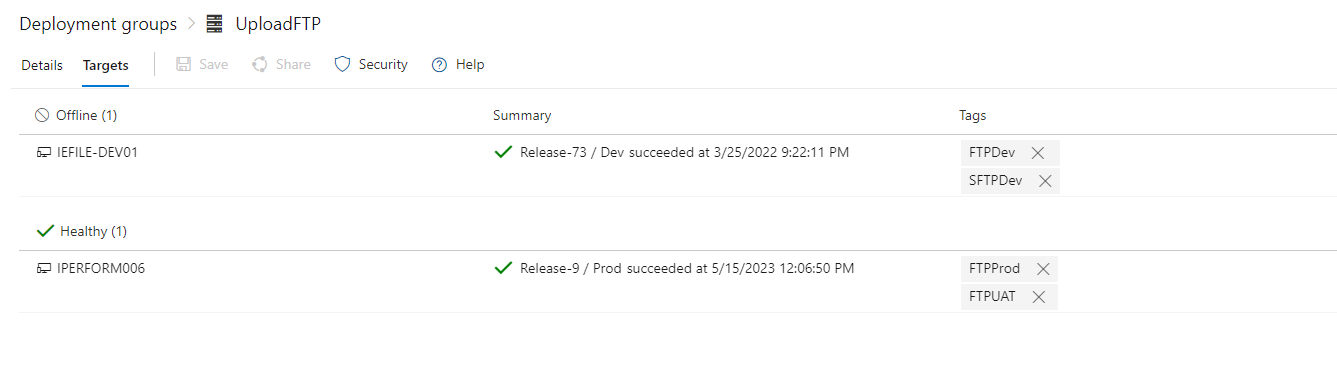 Deployment groups > UploadFTP
Details Targets Save Share Security Help
Offline (1) Summary Tags
IEFILE-DEV01 Release-73 / Dev succeeded at 3/25/2022 9:22:11 PM FTPDev
SFTPDev
Healthy (1)
IPERFORM006 Release-9 / Prod succeeded at 5/15/2023 12:06:50 PM FTPProd
FTPUAT